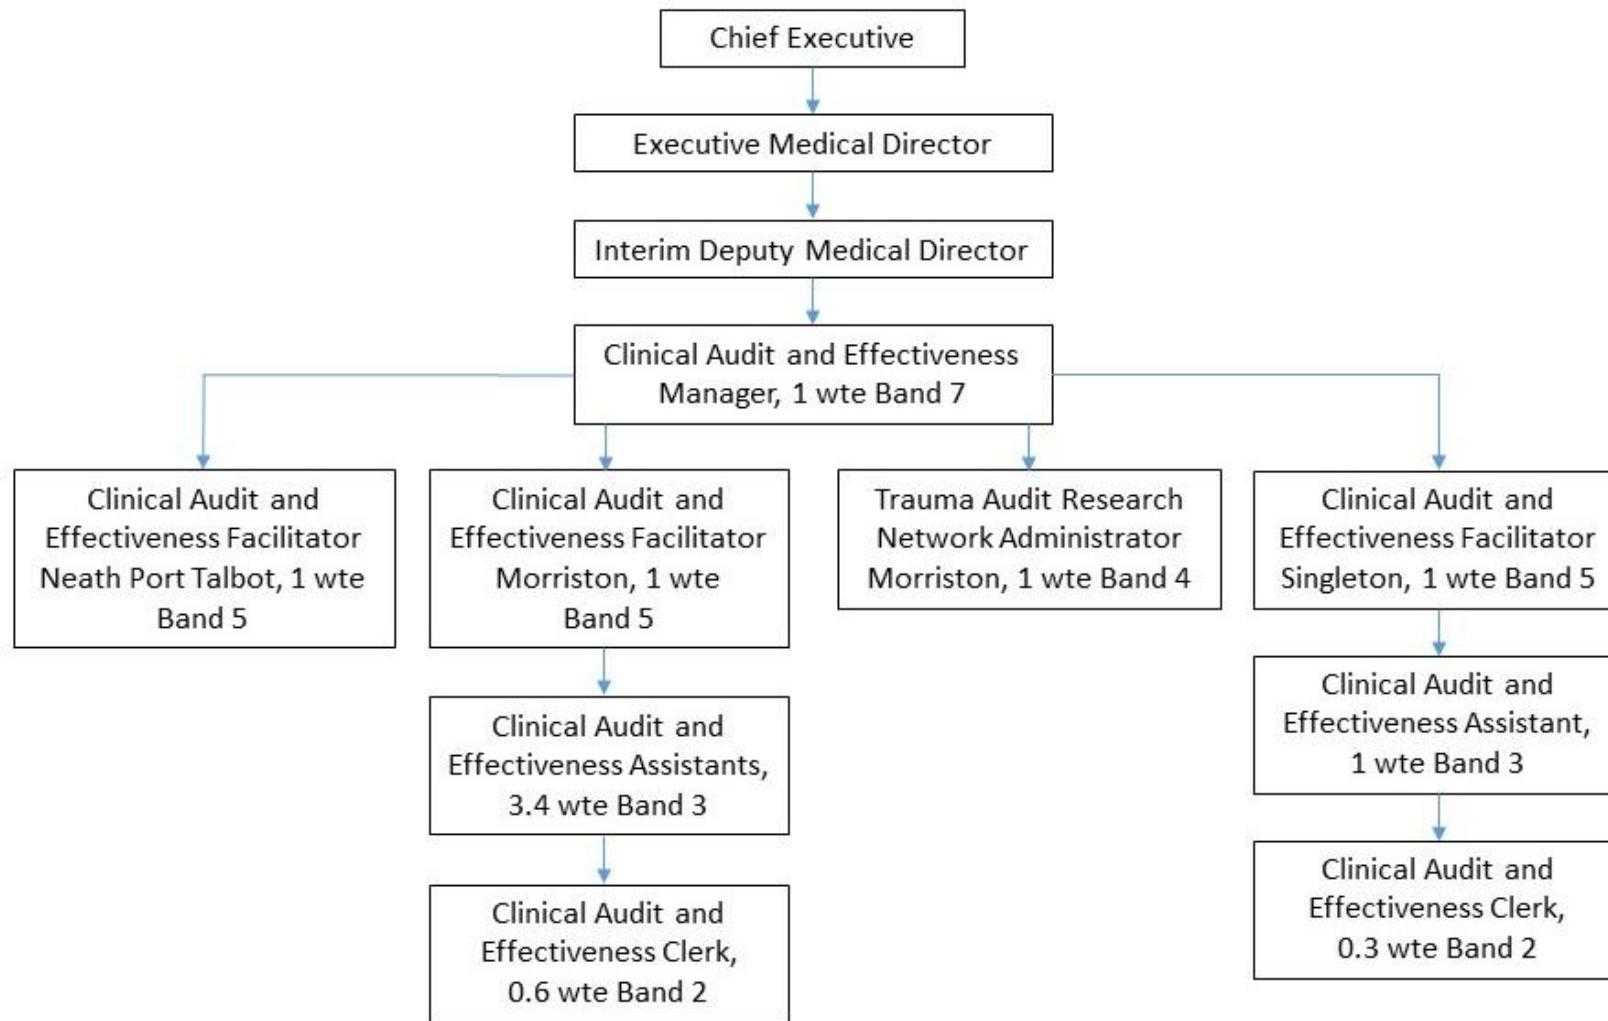 Chief Executive
Executive Medical Director
Interim Deputy Medical Director
Clinical Audit and Effectiveness
Manager, 1 wte Band 7
Clinical Audit and
Effectiveness Facilitator
Neath Port Talbot, 1 wte
Band 5
Clinical Audit and
Effectiveness Facilitator
Morriston, 1 wte
Band 5
Trauma Audit Research
Network Administrator
Morriston, 1 wte Band 4
Clinical Audit and
Effectiveness Facilitator
Singleton, 1 wte Band 5
Clinical Audit and
Effectiveness Assistants,
3.4 wte Band 3
Clinical Audit and
Effectiveness Assistant,
1 wte Band 3
Clinical Audit and
Effectiveness Clerk,
0.6 wte Band 2
Clinical Audit and
Effectiveness Clerk,
0.3 wte Band 2